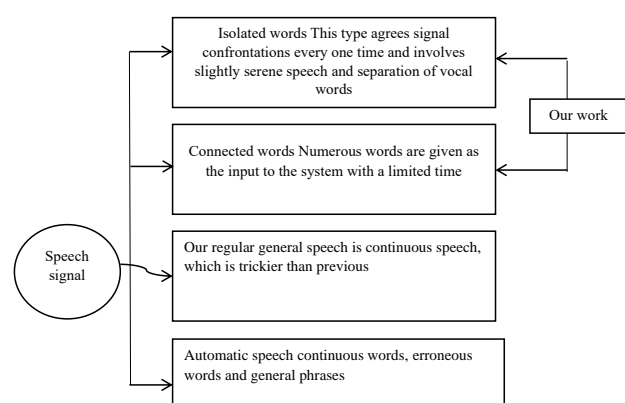 Isolated words This type agrees signal
confrontations every one time and involves
slightly serene speech and separation of vocal
words
Our work
Connected words Numerous words are given as
the input to the system with a limited time
Speech
signal
Our regular general speech is continuous speech,
which is trickier than previous
Automatic speech continuous words, erroneous
words and general phrases